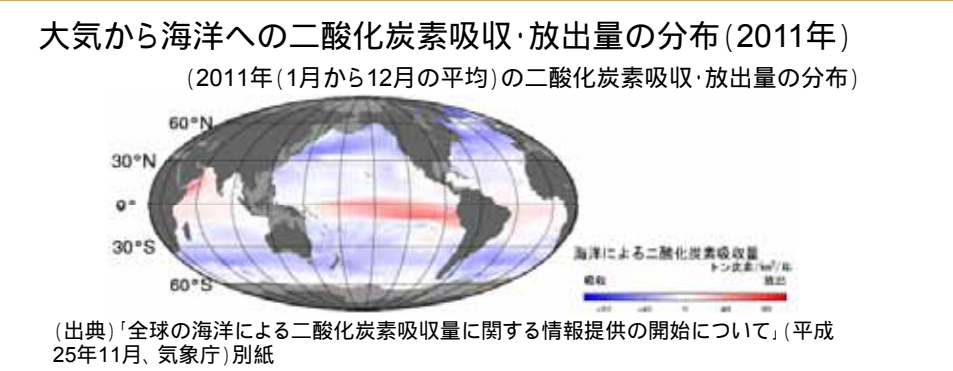 大気から海洋への二酸化炭素吸収・放出量の分布(2011年)
(2011年(1月から12月の平均)の二酸化炭素吸収・放出量の分布)
60°N
30°N
0°
30°S
60°S
海洋による二酸化炭素吸収量
トン炭素/km²/年
吸収 放出
(出典)「全球の海洋による二酸化炭素吸収量に関する情報提供の開始について」(平成
25年11月、気象庁)別紙